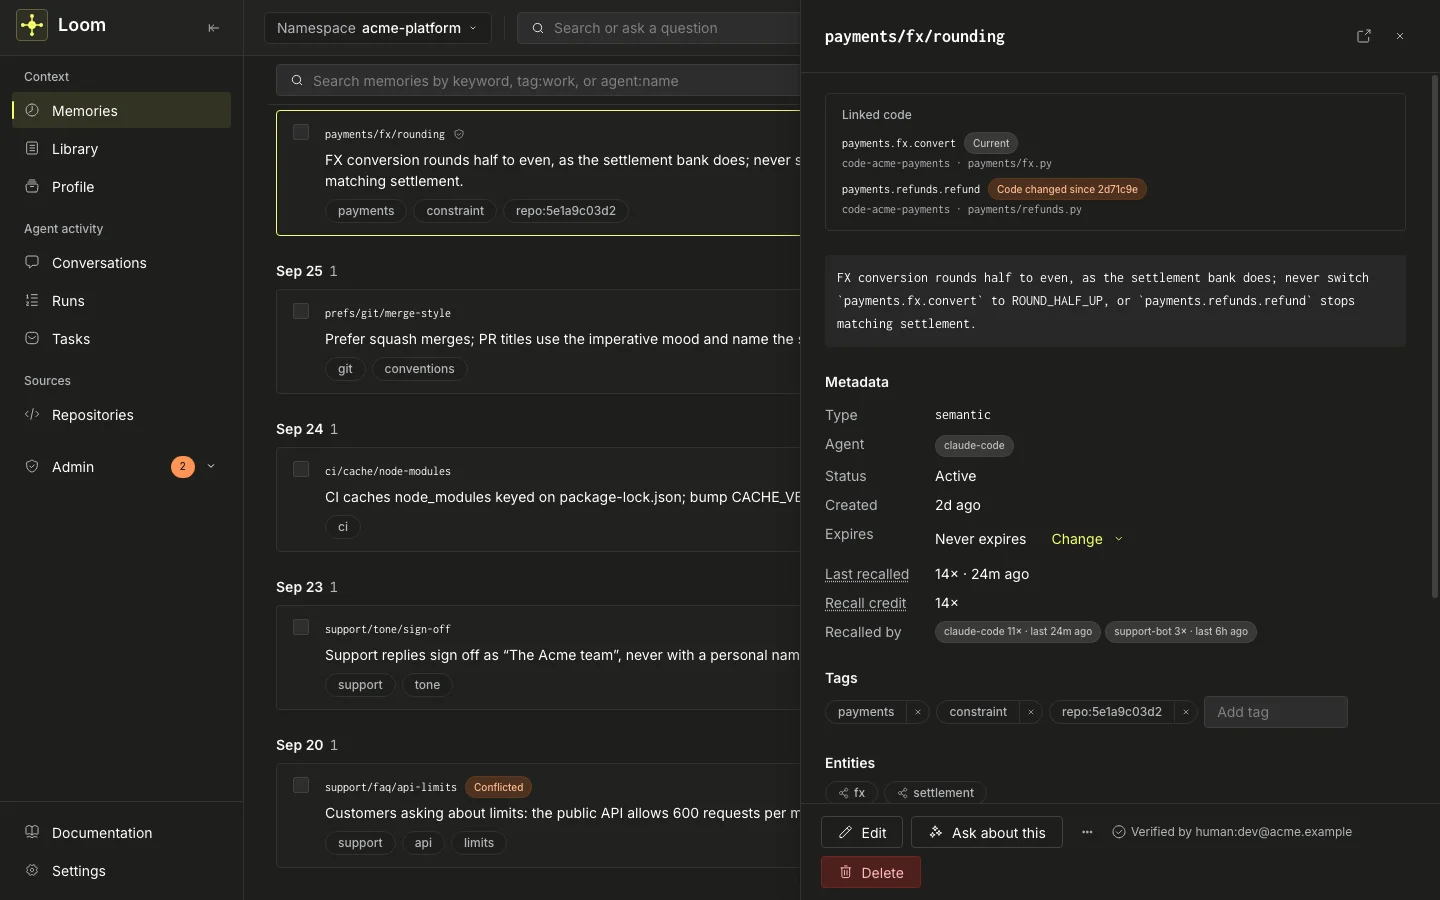 Loom
Context
Memories
Library
Profile
Agent activity
Conversations
Runs
Tasks
Sources
Repositories
Admin 2
Documentation
Settings
Namespace acme-platform
Search or ask a question
Search memories by keyword, tag:work, or agent:name
payments/fx/rounding
FX conversion rounds half to even, as the settlement bank does; never s
matching settlement.
payments constraint repo:5e1a9c03d2
Sep 25 1
prefs/git/merge-style
Prefer squash merges; PR titles use the imperative mood and name the s
git conventions
Sep 24 1
ci/cache/node-modules
CI caches node_modules keyed on package-lock.json; bump CACHE_VE
ci
Sep 23 1
support/tone/sign-off
Support replies sign off as “The Acme team”, never with a personal nam
support tone
Sep 20 1
support/faq/api-limits Conflicted
Customers asking about limits: the public API allows 600 requests per m
support api limits
payments/fx/rounding
Linked code
payments.fx.convert Current
code-acme-payments · payments/fx.py
payments.refunds.refund Code changed since 2d71c9e
code-acme-payments · payments/refunds.py
FX conversion rounds half to even, as the settlement bank does; never switch
`payments.fx.convert` to ROUND_HALF_UP, or `payments.refunds.refund` stops
matching settlement.
Metadata
Type semantic
Agent claude-code
Status Active
Created 2d ago
Expires Never expires Change
Last recalled 14× · 24m ago
Recall credit 14×
Recalled by claude-code 11× · last 24m ago support-bot 3× · last 6h ago
Tags
payments × constraint × repo:5e1a9c03d2 × Add tag
Entities
fx settlement
Edit Ask about this ··· Verified by human:dev@acme.example
Delete